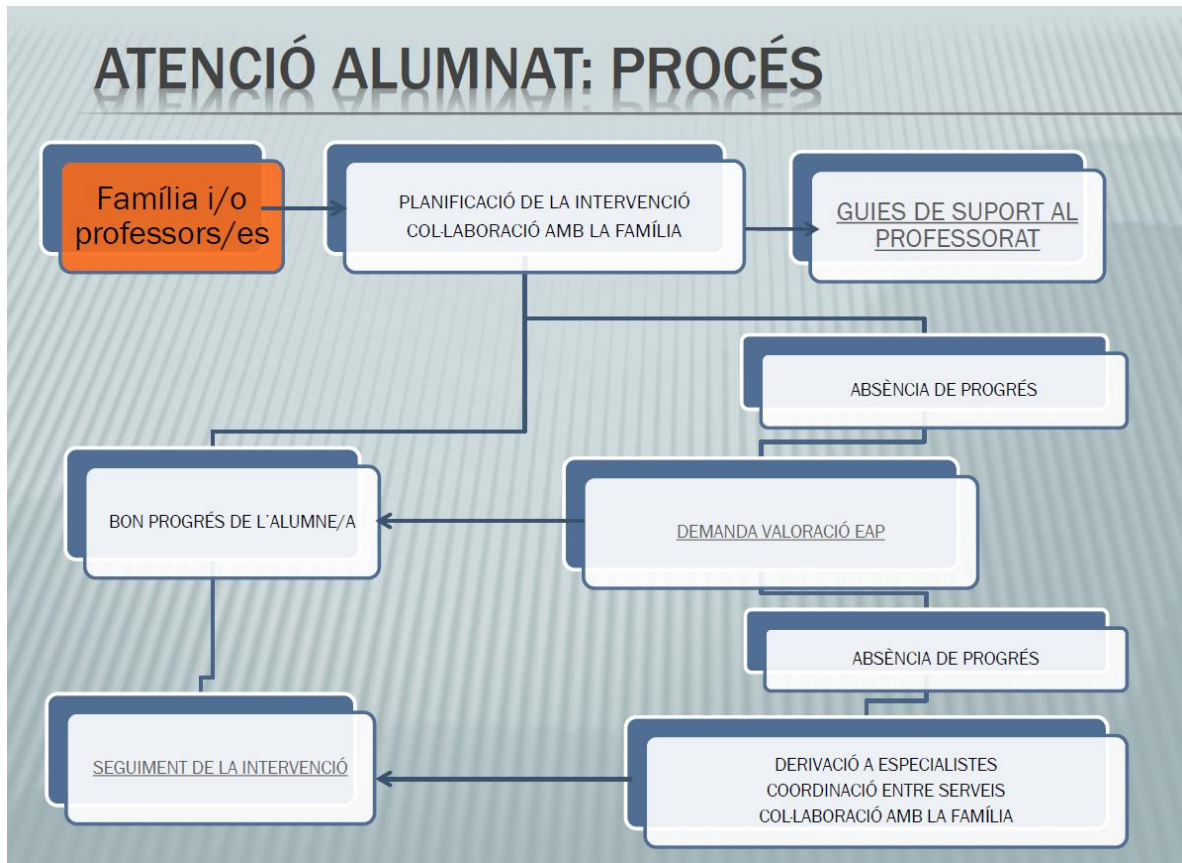 ATENCIÓ ALUMNAT: PROCÉS
Família i/o
professors/es
PLANIFICACIÓ DE LA INTERVENCIÓ
COL·LABORACIÓ AMB LA FAMÍLIA
GUIES DE SUPORT AL
PROFESSORAT
ABSÈNCIA DE PROGRÉS
BON PROGRÉS DE L'ALUMNE/A
DEMANDA VALORACIÓ EAP
ABSÈNCIA DE PROGRÉS
SEGUIMENT DE LA INTERVENCIÓ
DERIVACIÓ A ESPECIALISTES
COORDINACIÓ ENTRE SERVEIS
COL·LABORACIÓ AMB LA FAMÍLIA